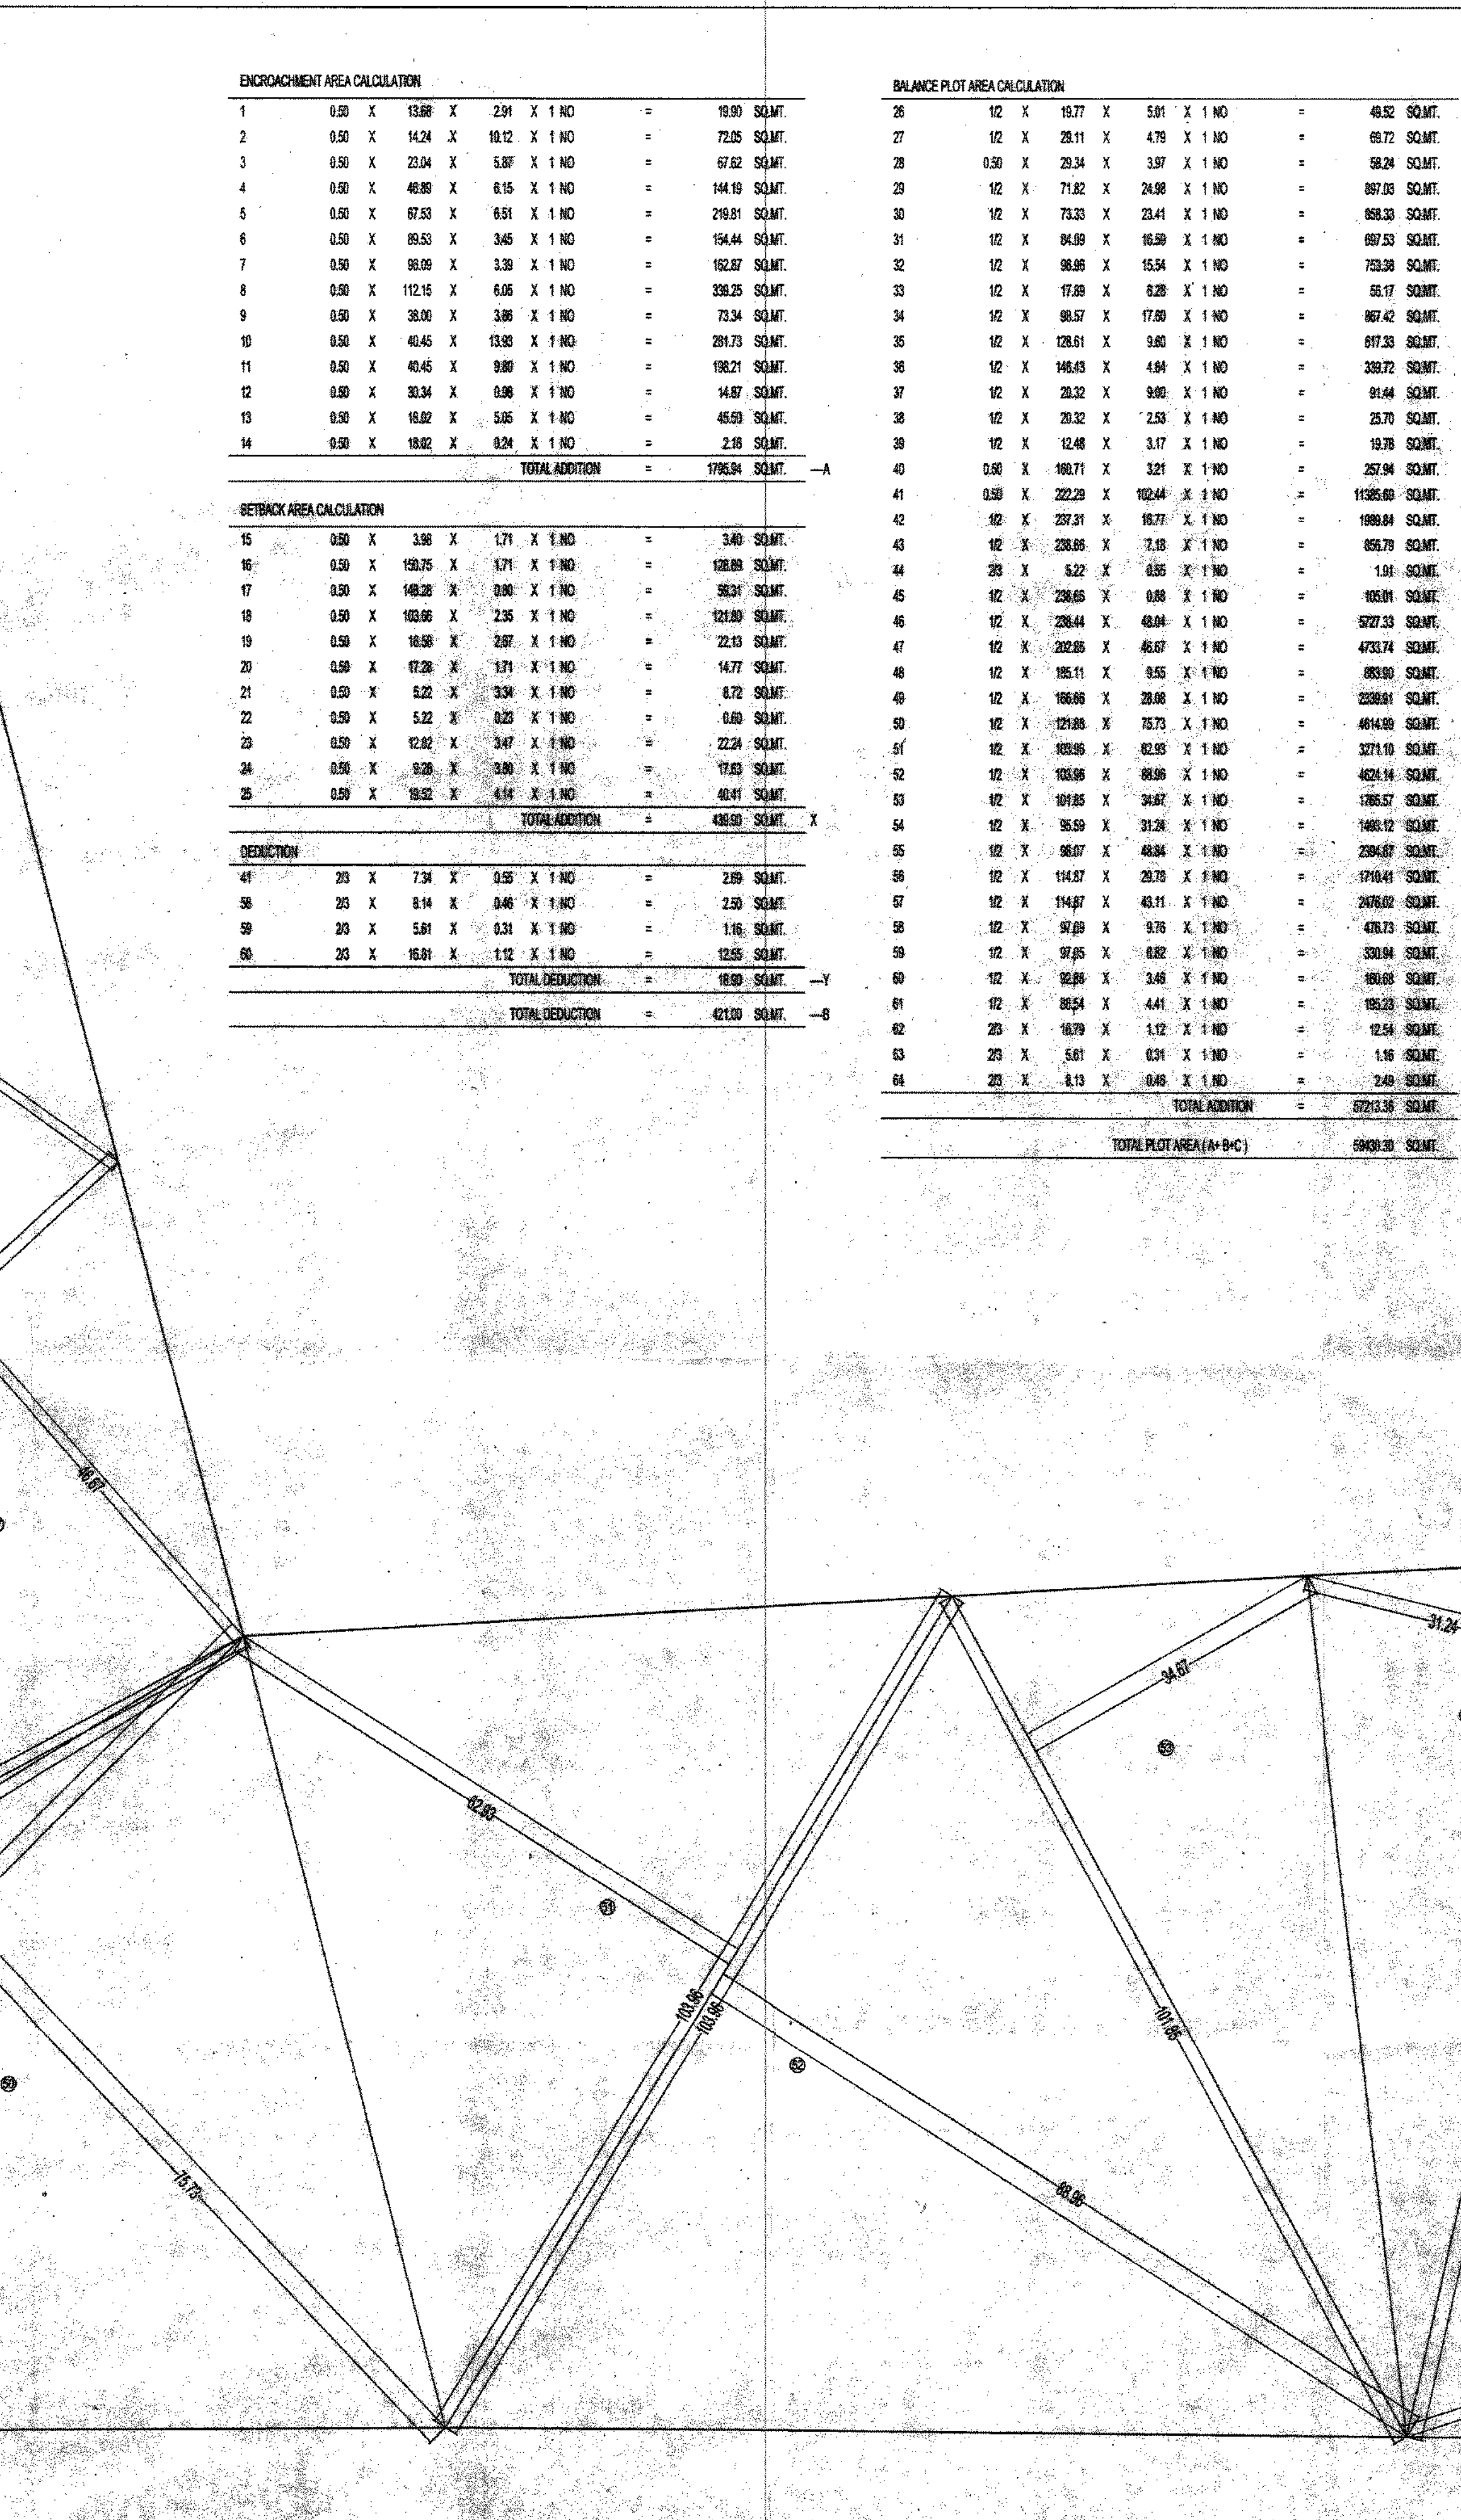 ENCROACHMENT AREA CALCULATION
1 0.50 X 13.68 X 2.91 X 1 NO = 19.90 SQ.MT.
2 0.50 X 14.24 X 10.12 X 1 NO = 72.05 SQ.MT.
3 0.50 X 23.04 X 5.87 X 1 NO = 67.62 SQ.MT.
4 0.50 X 46.89 X 6.15 X 1 NO = 144.19 SQ.MT.
5 0.50 X 67.53 X 6.51 X 1 NO = 219.81 SQ.MT.
6 0.50 X 89.53 X 3.45 X 1 NO = 154.44 SQ.MT.
7 0.50 X 96.09 X 3.39 X 1 NO = 162.87 SQ.MT.
8 0.50 X 112.15 X 6.05 X 1 NO = 339.25 SQ.MT.
9 0.50 X 38.00 X 3.86 X 1 NO = 73.34 SQ.MT.
10 0.50 X 40.45 X 13.93 X 1 NO = 281.73 SQ.MT.
11 0.50 X 40.45 X 9.80 X 1 NO = 198.21 SQ.MT.
12 0.50 X 30.34 X 0.98 X 1 NO = 14.87 SQ.MT.
13 0.50 X 18.02 X 5.05 X 1 NO = 45.50 SQ.MT.
14 0.50 X 18.02 X 0.24 X 1 NO = 2.16 SQ.MT.
TOTAL ADDITION = 1795.94 SQ.MT. —A
SETBACK AREA CALCULATION
15 0.50 X 3.98 X 1.71 X 1 NO = 3.40 SQ.MT.
16 0.50 X 150.75 X 1.71 X 1 NO = 128.89 SQ.MT.
17 0.50 X 148.28 X 0.80 X 1 NO = 59.31 SQ.MT.
18 0.50 X 103.66 X 2.35 X 1 NO = 121.80 SQ.MT.
19 0.50 X 16.58 X 2.67 X 1 NO = 22.13 SQ.MT.
20 0.50 X 17.28 X 1.71 X 1 NO = 14.77 SQ.MT.
21 0.50 X 5.22 X 3.34 X 1 NO = 8.72 SQ.MT.
22 0.50 X 5.22 X 0.23 X 1 NO = 0.60 SQ.MT.
23 0.50 X 12.82 X 3.47 X 1 NO = 22.24 SQ.MT.
24 0.50 X 9.28 X 3.80 X 1 NO = 17.63 SQ.MT.
25 0.50 X 19.52 X 4.14 X 1 NO = 40.41 SQ.MT.
TOTAL ADDITION = 439.90 SQ.MT. X
DEDUCTION
41 2/3 X 7.34 X 0.55 X 1 NO = 2.69 SQ.MT.
58 2/3 X 8.14 X 0.46 X 1 NO = 2.50 SQ.MT.
59 2/3 X 5.61 X 0.31 X 1 NO = 1.16 SQ.MT.
60 2/3 X 16.81 X 1.12 X 1 NO = 12.55 SQ.MT.
TOTAL DEDUCTION = 18.90 SQ.MT. —Y
TOTAL DEDUCTION = 421.00 SQ.MT. —B
BALANCE PLOT AREA CALCULATION
26 1/2 X 19.77 X 5.01 X 1 NO = 49.52 SQ.MT.
27 1/2 X 29.11 X 4.79 X 1 NO = 69.72 SQ.MT.
28 0.50 X 29.34 X 3.97 X 1 NO = 58.24 SQ.MT.
29 1/2 X 71.82 X 24.98 X 1 NO = 897.03 SQ.MT.
30 1/2 X 73.33 X 23.41 X 1 NO = 858.33 SQ.MT.
31 1/2 X 84.09 X 16.59 X 1 NO = 697.53 SQ.MT.
32 1/2 X 96.96 X 15.54 X 1 NO = 753.38 SQ.MT.
33 1/2 X 17.89 X 6.28 X 1 NO = 56.17 SQ.MT.
34 1/2 X 98.57 X 17.60 X 1 NO = 867.42 SQ.MT.
35 1/2 X 128.61 X 9.60 X 1 NO = 617.33 SQ.MT.
36 1/2 X 146.43 X 4.64 X 1 NO = 339.72 SQ.MT.
37 1/2 X 20.32 X 9.00 X 1 NO = 91.44 SQ.MT.
38 1/2 X 20.32 X 2.53 X 1 NO = 25.70 SQ.MT.
39 1/2 X 12.48 X 3.17 X 1 NO = 19.78 SQ.MT.
40 0.50 X 160.71 X 3.21 X 1 NO = 257.94 SQ.MT.
41 0.50 X 222.29 X 102.44 X 1 NO = 11385.69 SQ.MT.
42 1/2 X 237.31 X 16.77 X 1 NO = 1989.84 SQ.MT.
43 1/2 X 238.66 X 7.18 X 1 NO = 856.79 SQ.MT.
44 2/3 X 5.22 X 0.55 X 1 NO = 1.91 SQ.MT.
45 1/2 X 238.66 X 0.88 X 1 NO = 105.01 SQ.MT.
46 1/2 X 238.44 X 48.04 X 1 NO = 5727.33 SQ.MT.
47 1/2 X 202.86 X 46.67 X 1 NO = 4733.74 SQ.MT.
48 1/2 X 185.11 X 9.55 X 1 NO = 883.90 SQ.MT.
49 1/2 X 166.66 X 28.08 X 1 NO = 2339.91 SQ.MT.
50 1/2 X 121.88 X 75.73 X 1 NO = 4614.99 SQ.MT.
51 1/2 X 103.96 X 62.93 X 1 NO = 3271.10 SQ.MT.
52 1/2 X 103.96 X 88.96 X 1 NO = 4624.14 SQ.MT.
53 1/2 X 101.85 X 34.67 X 1 NO = 1765.57 SQ.MT.
54 1/2 X 95.59 X 31.24 X 1 NO = 1493.12 SQ.MT.
55 1/2 X 98.07 X 48.84 X 1 NO = 2394.87 SQ.MT.
56 1/2 X 114.87 X 29.78 X 1 NO = 1710.41 SQ.MT.
57 1/2 X 114.87 X 43.11 X 1 NO = 2476.02 SQ.MT.
58 1/2 X 97.69 X 9.76 X 1 NO = 476.73 SQ.MT.
59 1/2 X 97.05 X 6.82 X 1 NO = 330.94 SQ.MT.
60 1/2 X 92.88 X 3.46 X 1 NO = 160.68 SQ.MT.
61 1/2 X 88.54 X 4.41 X 1 NO = 195.23 SQ.MT.
62 2/3 X 16.79 X 1.12 X 1 NO = 12.54 SQ.MT.
63 2/3 X 5.61 X 0.31 X 1 NO = 1.16 SQ.MT.
64 2/3 X 8.13 X 0.46 X 1 NO = 2.49 SQ.MT.
TOTAL ADDITION = 57213.36 SQ.MT.
TOTAL PLOT AREA ( A+ B+C ) 59430.30 SQ.MT.
46.67
31.24
34.67
53
62.93
51
103.96
103.96
101.85
52
50
75.73
88.96